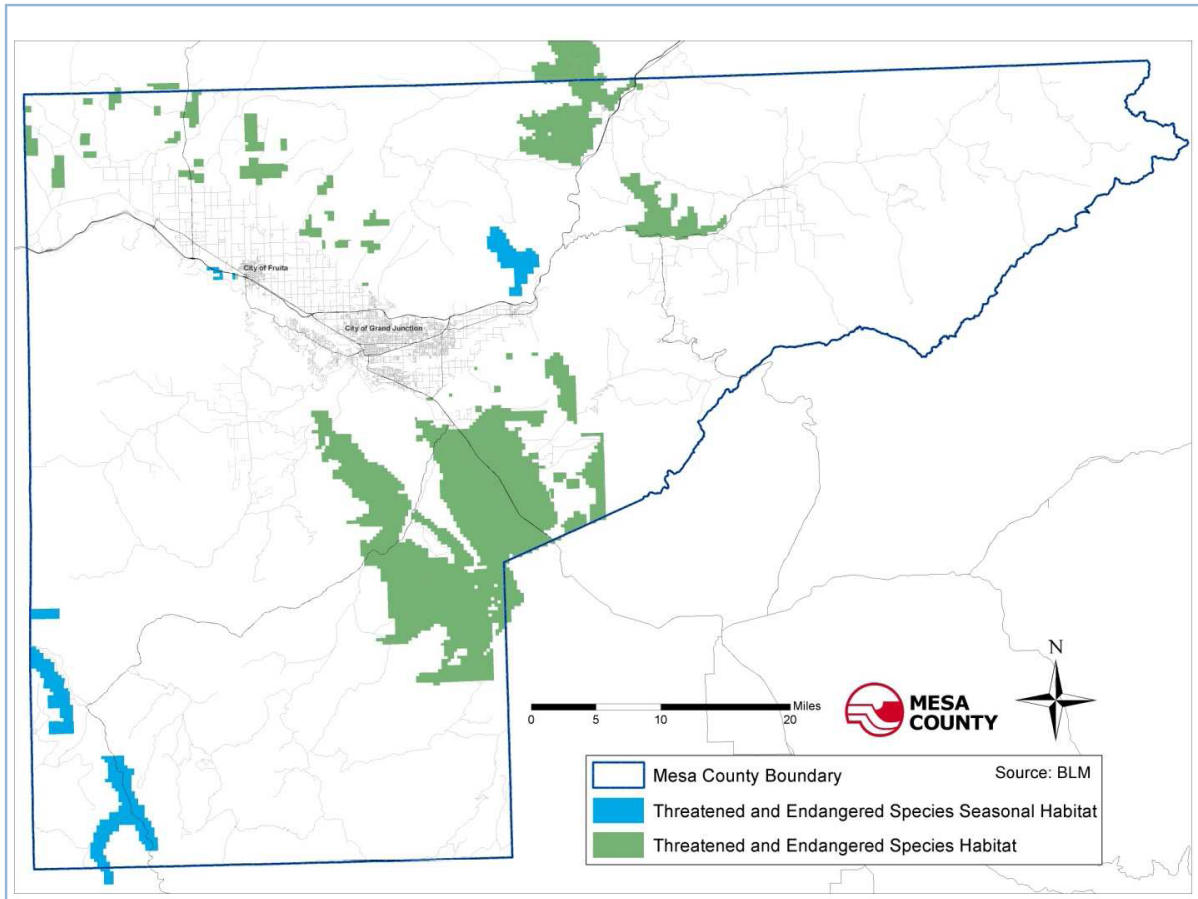 City of Fruita
City of Grand Junction
N
Miles
0 5 10 20
MESA
COUNTY
Mesa County Boundary
Source: BLM
Threatened and Endangered Species Seasonal Habitat
Threatened and Endangered Species Habitat